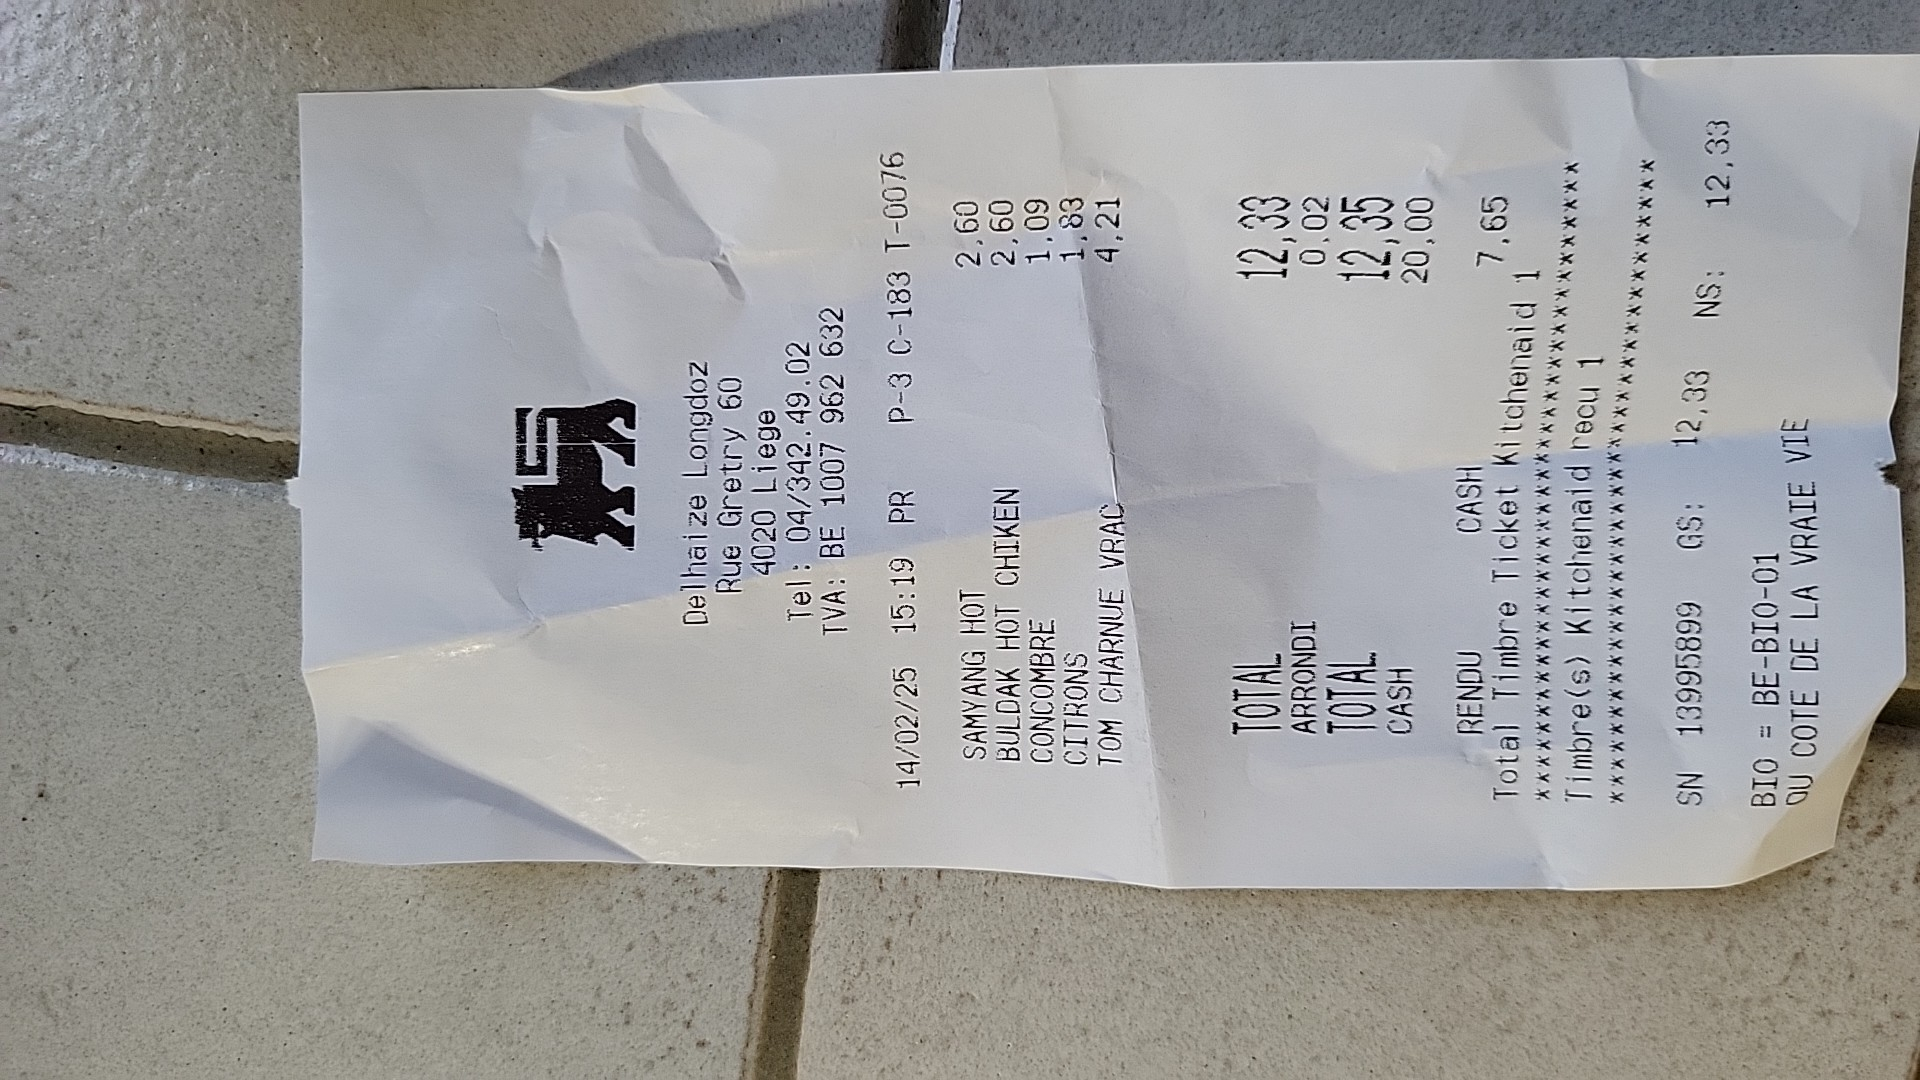 Delhaize Longdoz
Rue Gretry 60
4020 Liege
Tel: 04/342.49.02
TVA: BE 1007 962 632
14/02/25 15:19 PR P-3 C-183 T-0076
SAMYANG HOT 2,60
BULDAK HOT CHIKEN 2,60
CONCOMBRE 1,09
CITRONS 1,83
TOM CHARNUE VRAC 4,21
TOTAL 12,33
ARRONDI 0,02
TOTAL 12,35
CASH 20,00
RENDU CASH 7,65
Total Timbre Ticket Kitchenaid 1
****************************************
Timbre(s) Kitchenaid recu 1
****************************************
SN 13995899 GS: 12,33 NS: 12,33
BIO = BE-BIO-01
DU COTE DE LA VRAIE VIE